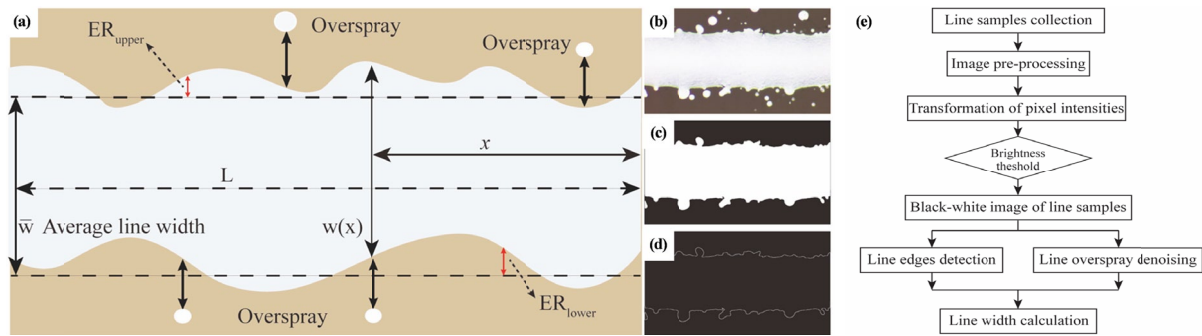 (a)
ER_upper
Overspray
Overspray
x
L
w̅ Average line width
w(x)
ER_lower
Overspray
(b)
(c)
(d)
(e)
Line samples collection
Image pre-processing
Transformation of pixel intensities
Brightness
theshold
Black-white image of line samples
Line edges detection
Line overspray denoising
Line width calculation